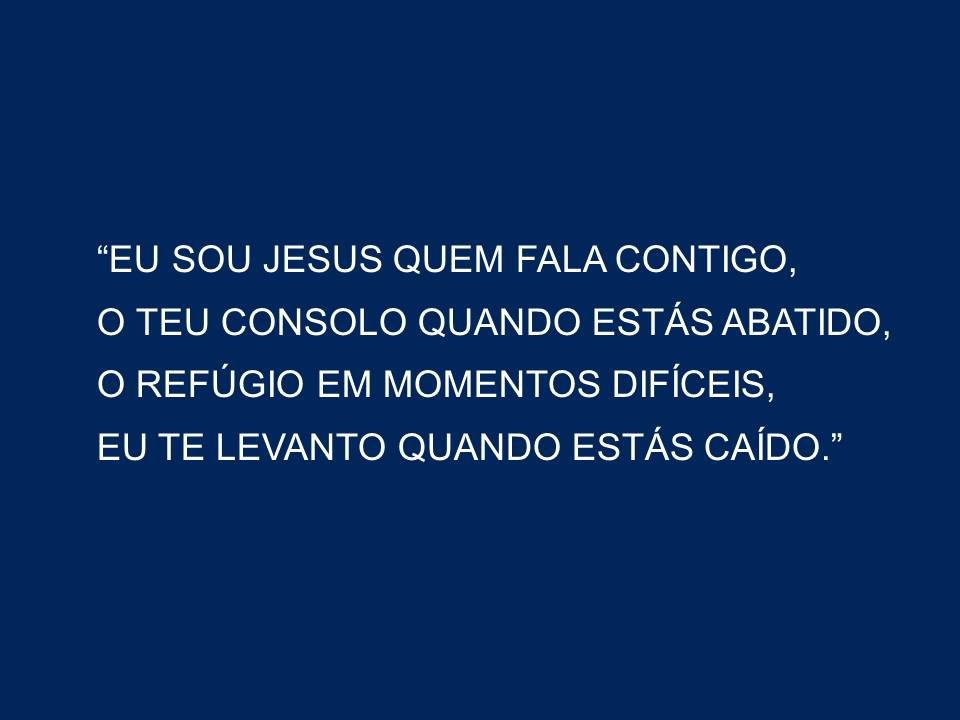 “EU SOU JESUS QUEM FALA CONTIGO,
O TEU CONSOLO QUANDO ESTÁS ABATIDO,
O REFÚGIO EM MOMENTOS DIFÍCEIS,
EU TE LEVANTO QUANDO ESTÁS CAÍDO.”